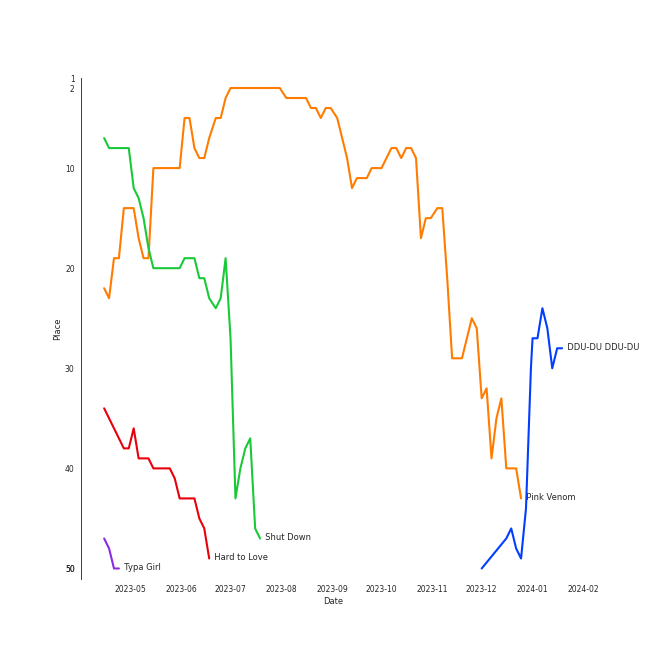 1
2
10
20
30
40
50
Place
DDU-DU DDU-DU
Pink Venom
Shut Down
Hard to Love
Typa Girl
2023-05 2023-06 2023-07 2023-08 2023-09 2023-10 2023-11 2023-12 2024-01 2024-02
Date